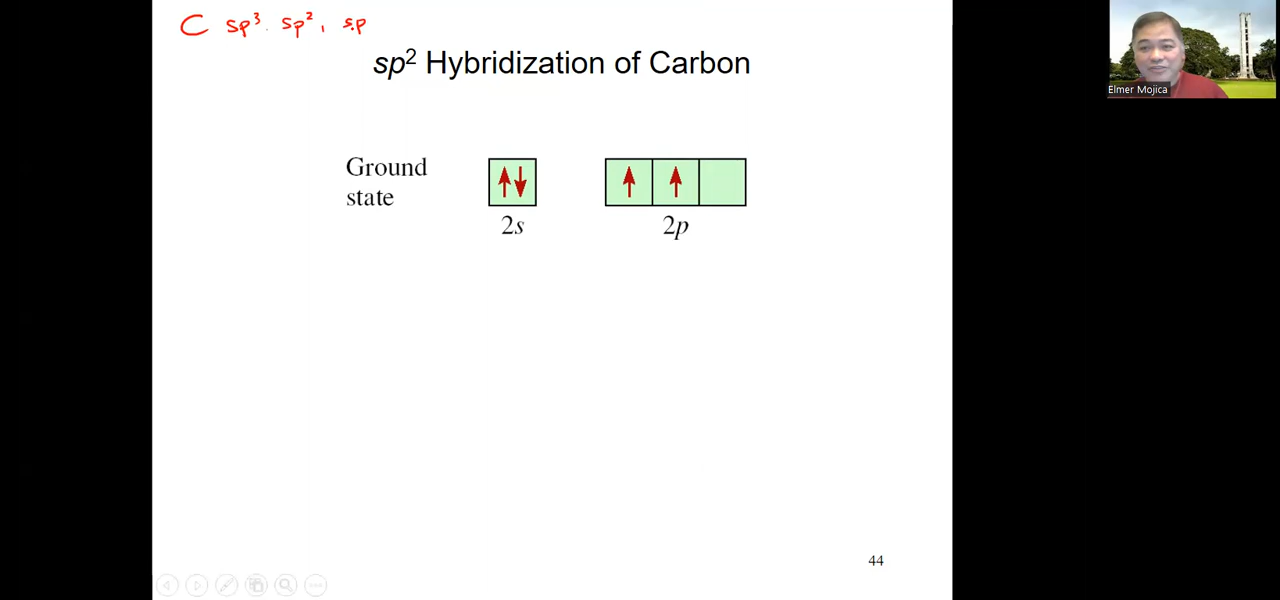 C sp³. sp², sp
sp² Hybridization of Carbon
Elmer Mojica
Ground
state
2s
2p
44